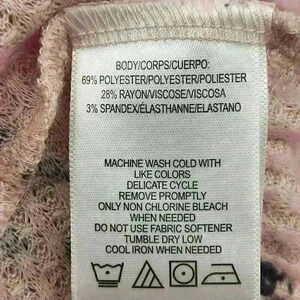 BODY/CORPS/CUERPO:
69% POLYESTER/POLYESTER/POLIESTER
28% RAYON/VISCOSE/VISCOSA
3% SPANDEX/ÉLASTHANNE/ELASTANO
MACHINE WASH COLD WITH
LIKE COLORS
DELICATE CYCLE
REMOVE PROMPTLY
ONLY NON CHLORINE BLEACH
WHEN NEEDED
DO NOT USE FABRIC SOFTENER
TUMBLE DRY LOW
COOL IRON WHEN NEEDED